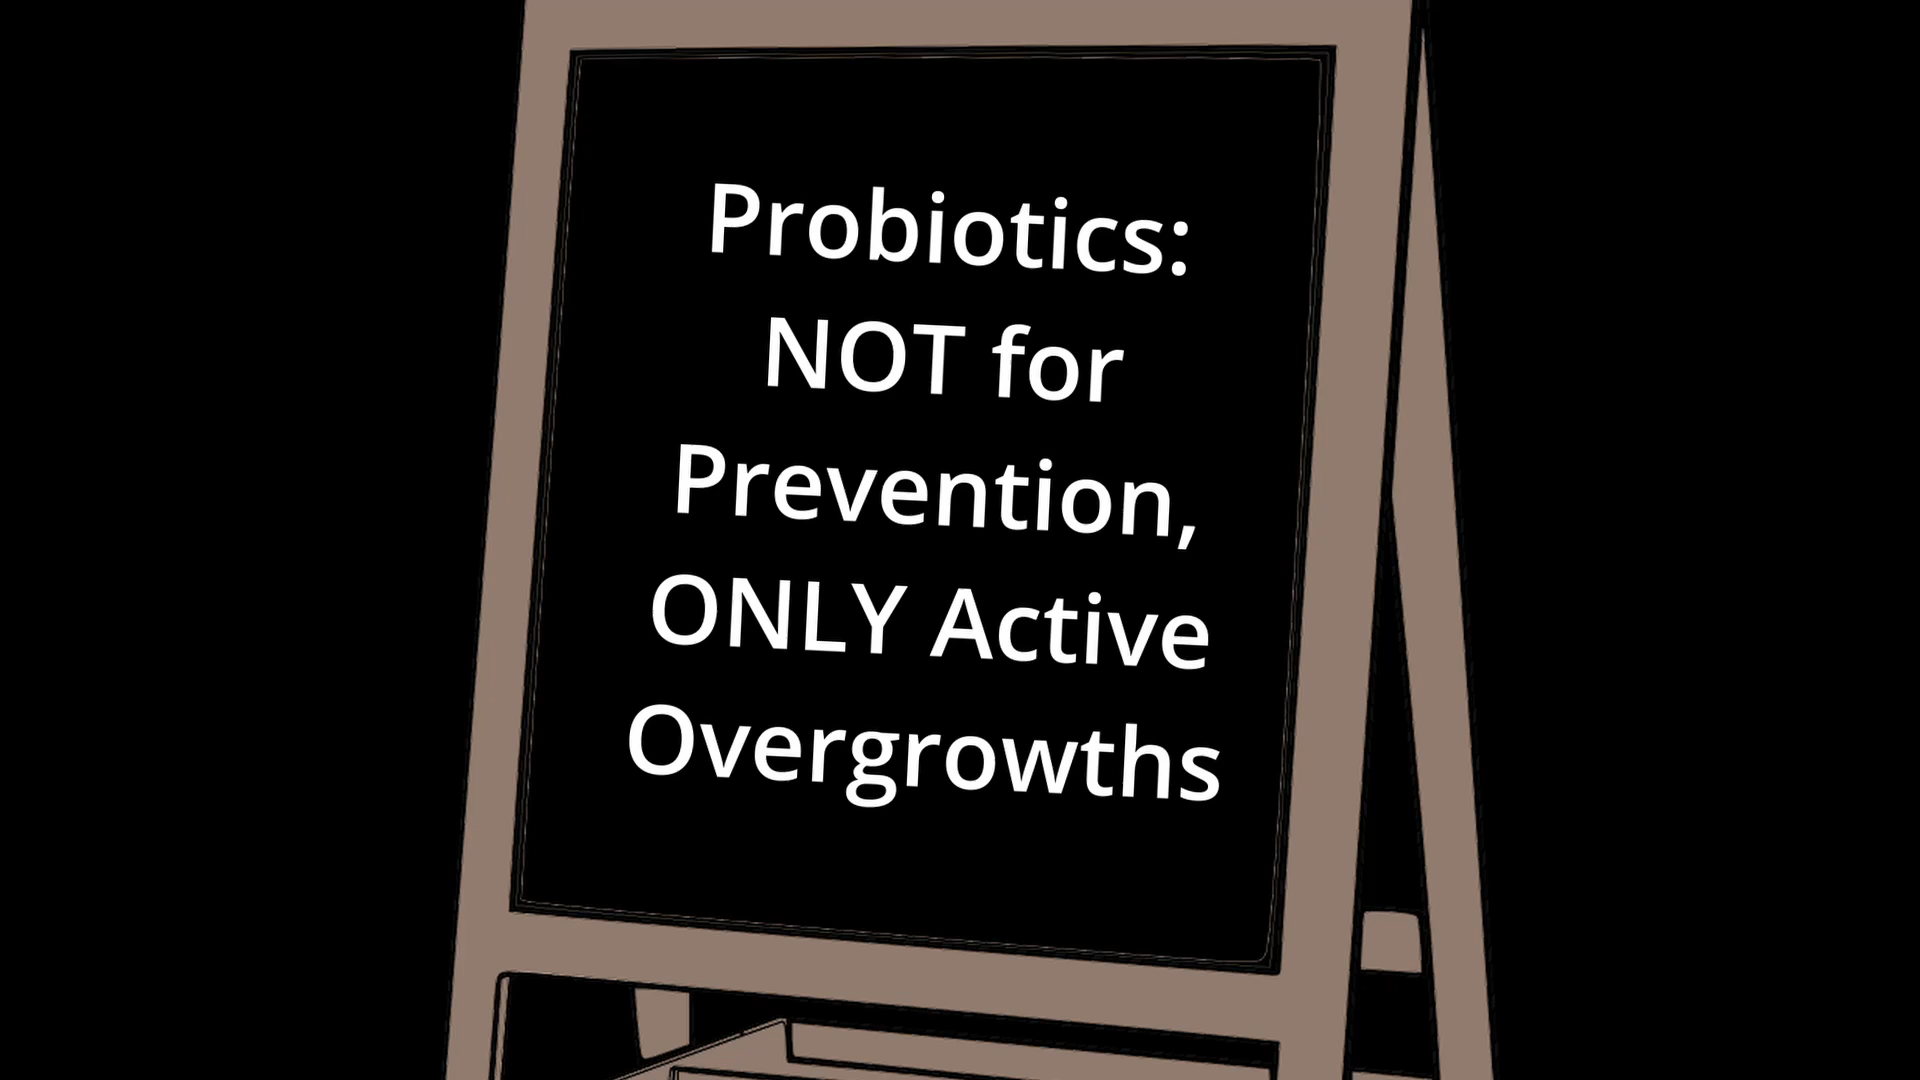 Probiotics:
NOT for
Prevention,
ONLY Active
Overgrowths